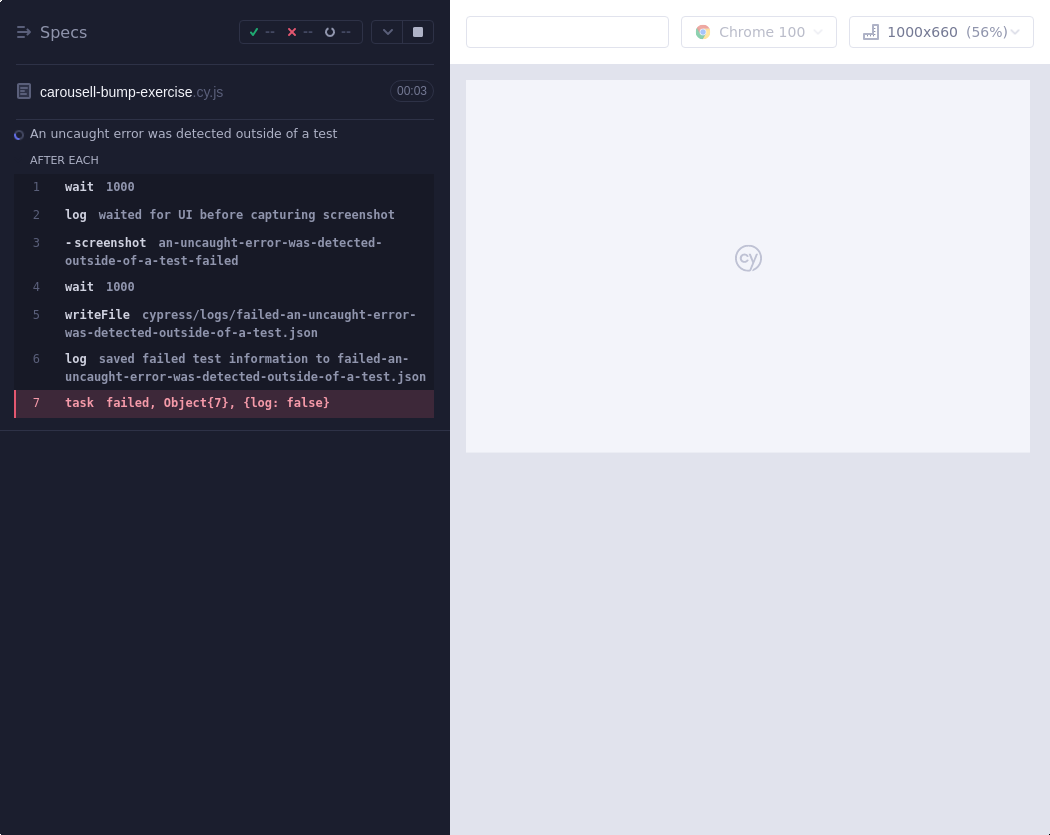 Specs -- -- -- Chrome 100 1000x660 (56%)
carousell-bump-exercise.cy.js 00:03
An uncaught error was detected outside of a test
AFTER EACH
1 wait 1000
2 log waited for UI before capturing screenshot
3 -screenshot an-uncaught-error-was-detected-
outside-of-a-test-failed
4 wait 1000
5 writeFile cypress/logs/failed-an-uncaught-error-
was-detected-outside-of-a-test.json
6 log saved failed test information to failed-an-
uncaught-error-was-detected-outside-of-a-test.json
7 task failed, Object{7}, {log: false}
cy